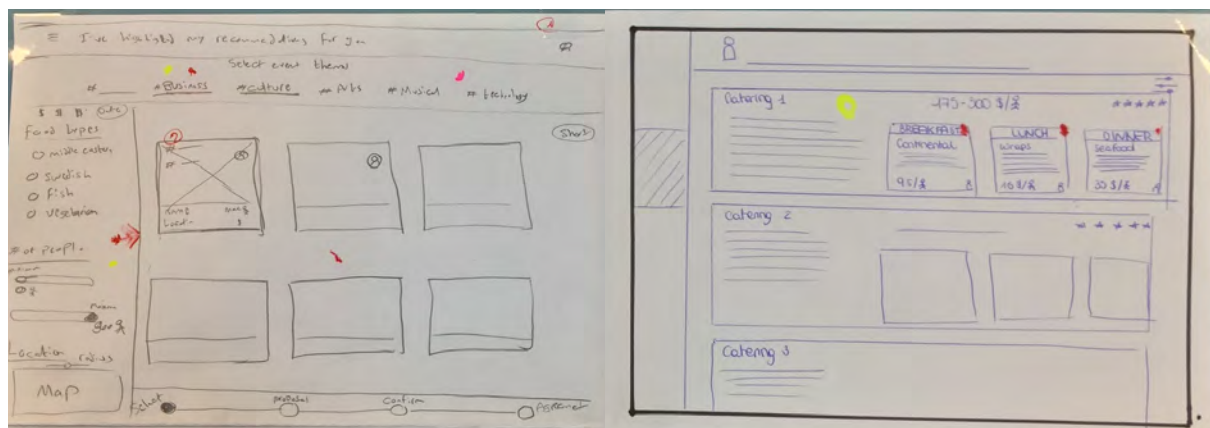 I've highlighted my recommendations for you
Select event theme
# #Business #culture #Arts #Musical # technology
$ $ $
Food types
middle eastern
Swedish
Fish
vegetarian
# of people
Location radius
Map
Select proposal Confirm Agreement
Catering 1
175-300 $/
BREAKFAST
Continental
LUNCH
Wraps
DINNER
Seafood
Catering 2
Catering 3